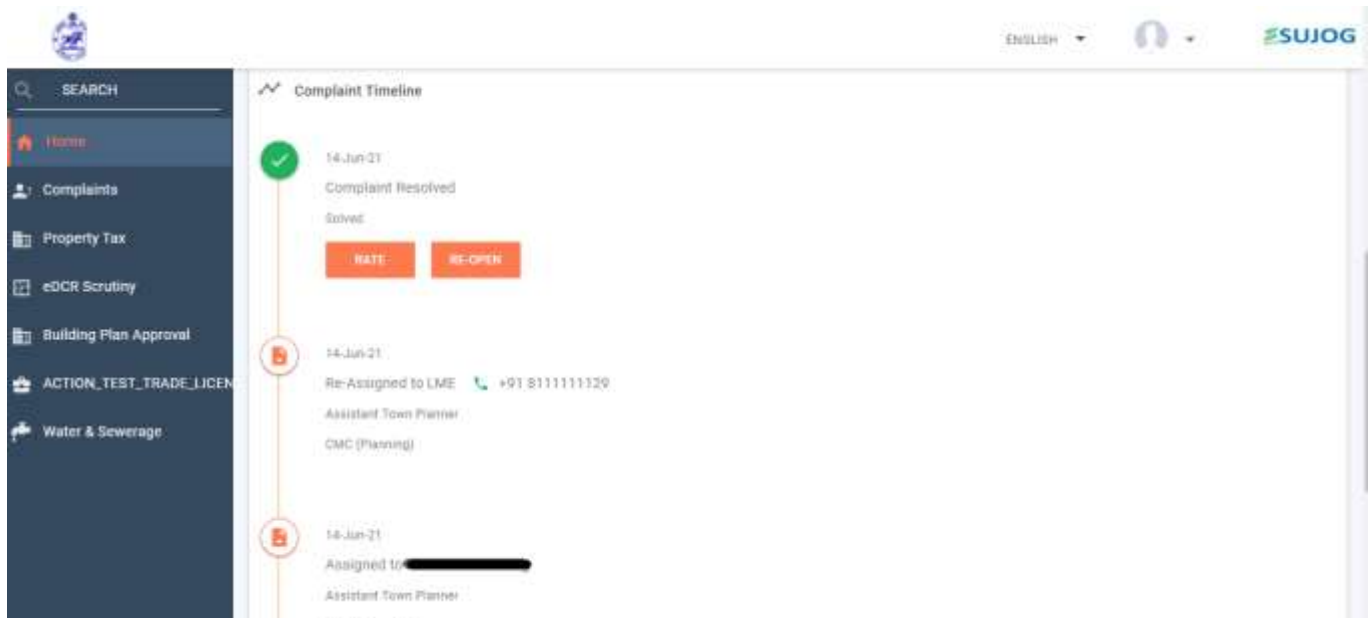 ENGLISH
SUJOG
SEARCH
Home
Complaints
Property Tax
eDCR Scrutiny
Building Plan Approval
ACTION_TEST_TRADE_LICEN
Water & Sewerage
Complaint Timeline
14-Jun-21
Complaint Resolved
Solved
RATE
RE-OPEN
14-Jun-21
Re-Assigned to LME +91 8111111129
Assistant Town Planner
CMC (Planning)
14-Jun-21
Assigned to
Assistant Town Planner